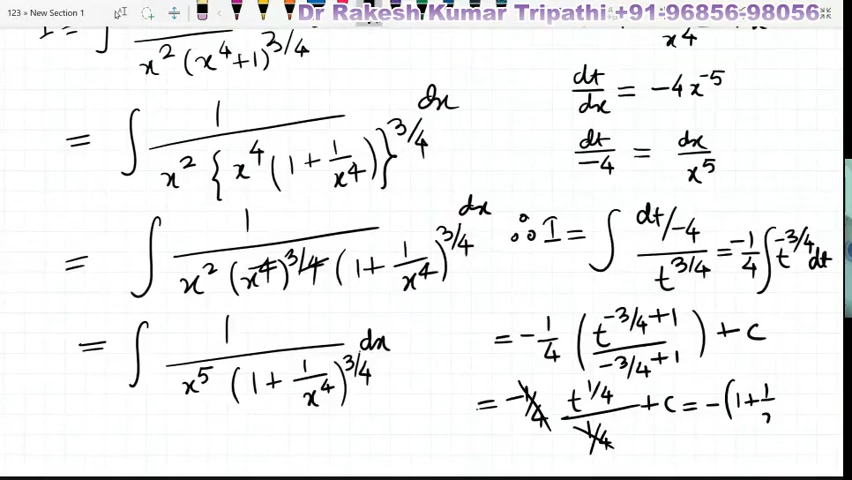 123 » New Section 1
Dr Rakesh Kumar Tripathi +91-96856-98056
x²(x⁴+1)^3/4
x⁴
dt/dx = -4x⁻⁵
= ∫ 1/(x² {x⁴(1+1/x⁴)}^3/4) dx
dt/-4 = dx/x⁵
= ∫ 1/(x² (x⁴)^3/4 (1+1/x⁴)^3/4) dx
∴ I = ∫ (dt/-4)/t^3/4 = -1/4 ∫ t^-3/4 dt
= ∫ 1/(x⁵ (1+1/x⁴)^3/4) dx
= -1/4 (t^(-3/4+1)/(-3/4+1)) + c
= -1/4 t^1/4/(1/4) + c = -(1+1/